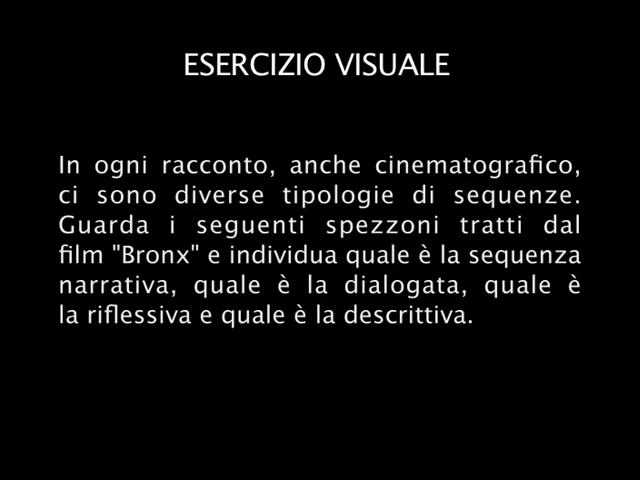 ESERCIZIO VISUALE
In ogni racconto, anche cinematografico,
ci sono diverse tipologie di sequenze.
Guarda i seguenti spezzoni tratti dal
film "Bronx" e individua quale è la sequenza
narrativa, quale è la dialogata, quale è
la riflessiva e quale è la descrittiva.